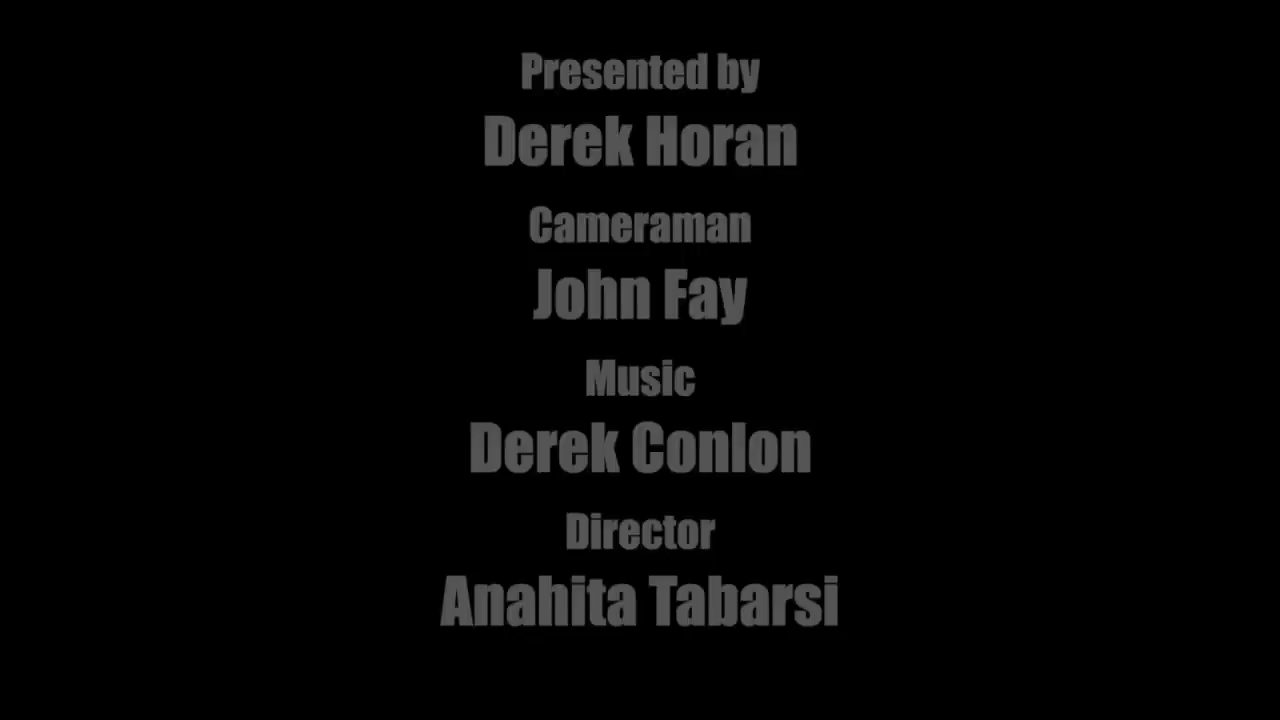 Presented by
Derek Horan
Cameraman
John Fay
Music
Derek Conlon
Director
Anahita Tabarsi